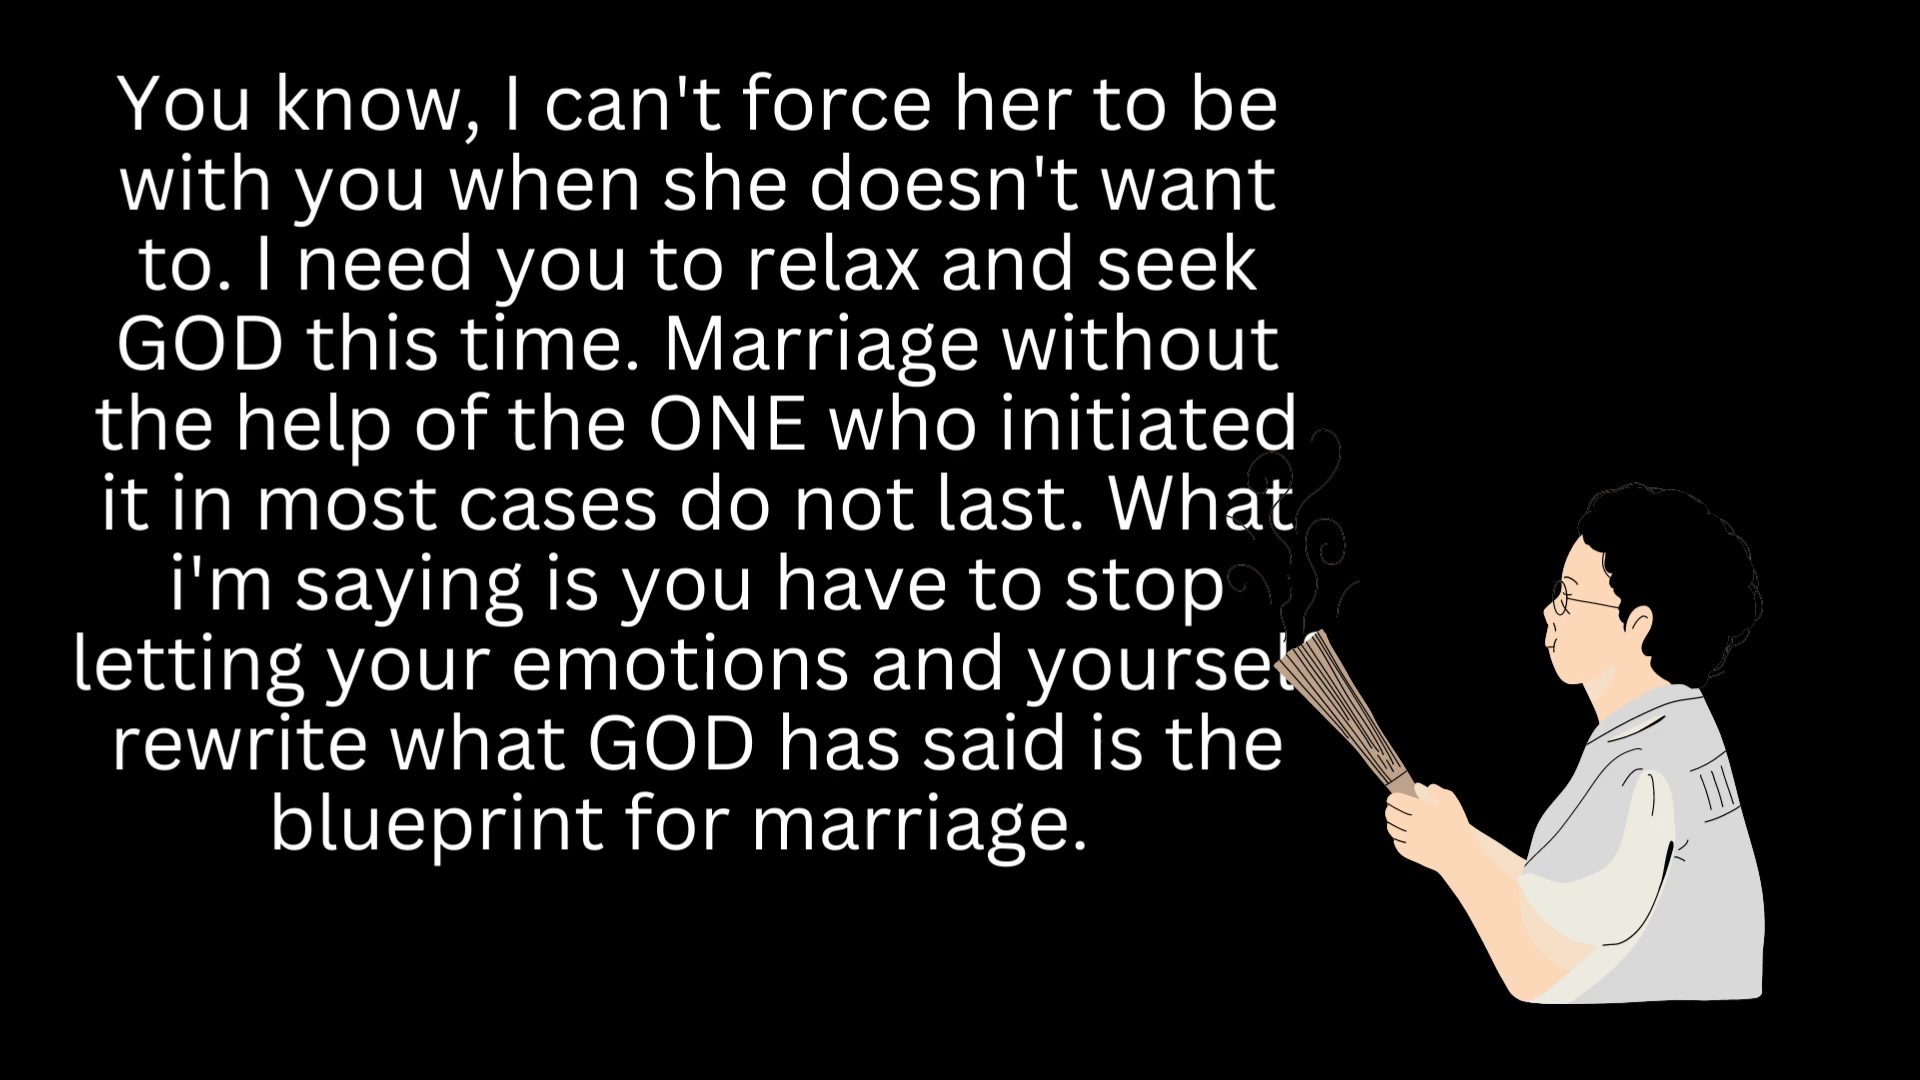 You know, I can't force her to be
with you when she doesn't want
to. I need you to relax and seek
GOD this time. Marriage without
the help of the ONE who initiated
it in most cases do not last. What
i'm saying is you have to stop
letting your emotions and yoursel
rewrite what GOD has said is the
blueprint for marriage.